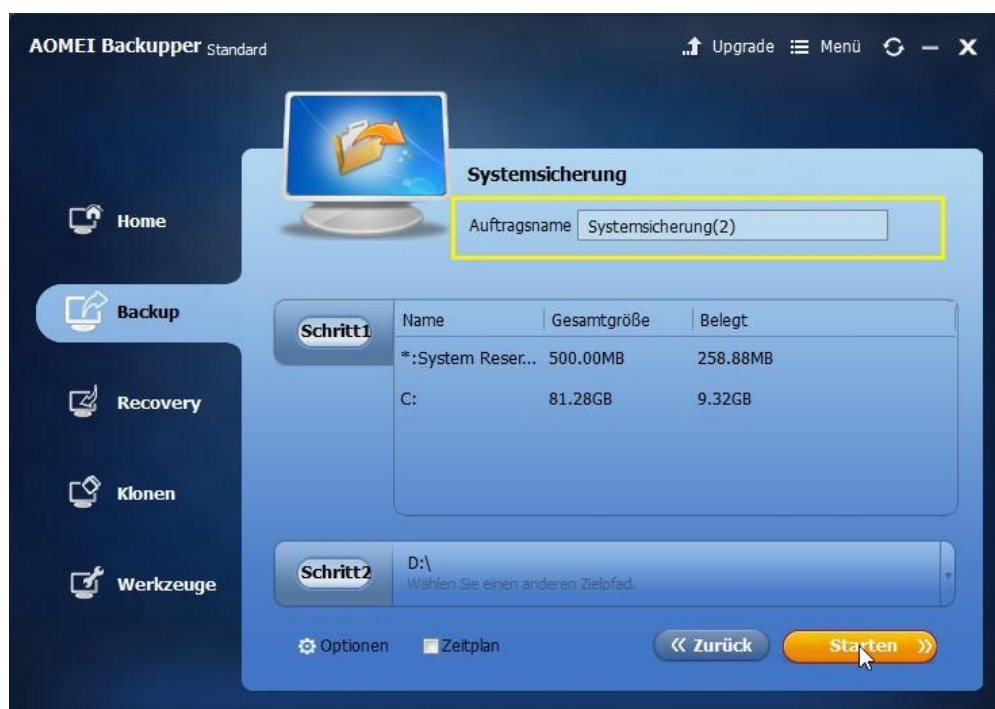 AOMEI Backupper Standard
Upgrade Menü
Systemsicherung
Auftragsname Systemsicherung(2)
Home
Backup
Recovery
Klonen
Werkzeuge
Schritt1
Name Gesamtgröße Belegt
*:System Reser... 500.00MB 258.88MB
C: 81.28GB 9.32GB
Schritt2
D:\
Wählen Sie einen anderen Zielpfad.
Optionen Zeitplan Zurück Starten